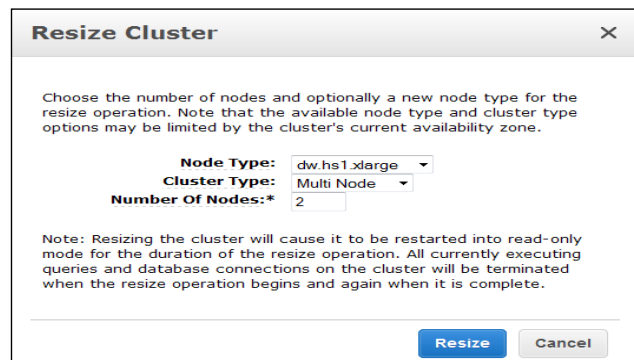 Resize Cluster
Choose the number of nodes and optionally a new node type for the
resize operation. Note that the available node type and cluster type
options may be limited by the cluster's current availability zone.
Node Type: dw.hs1.xlarge
Cluster Type: Multi Node
Number Of Nodes:* 2
Note: Resizing the cluster will cause it to be restarted into read-only
mode for the duration of the resize operation. All currently executing
queries and database connections on the cluster will be terminated
when the resize operation begins and again when it is complete.
Resize Cancel